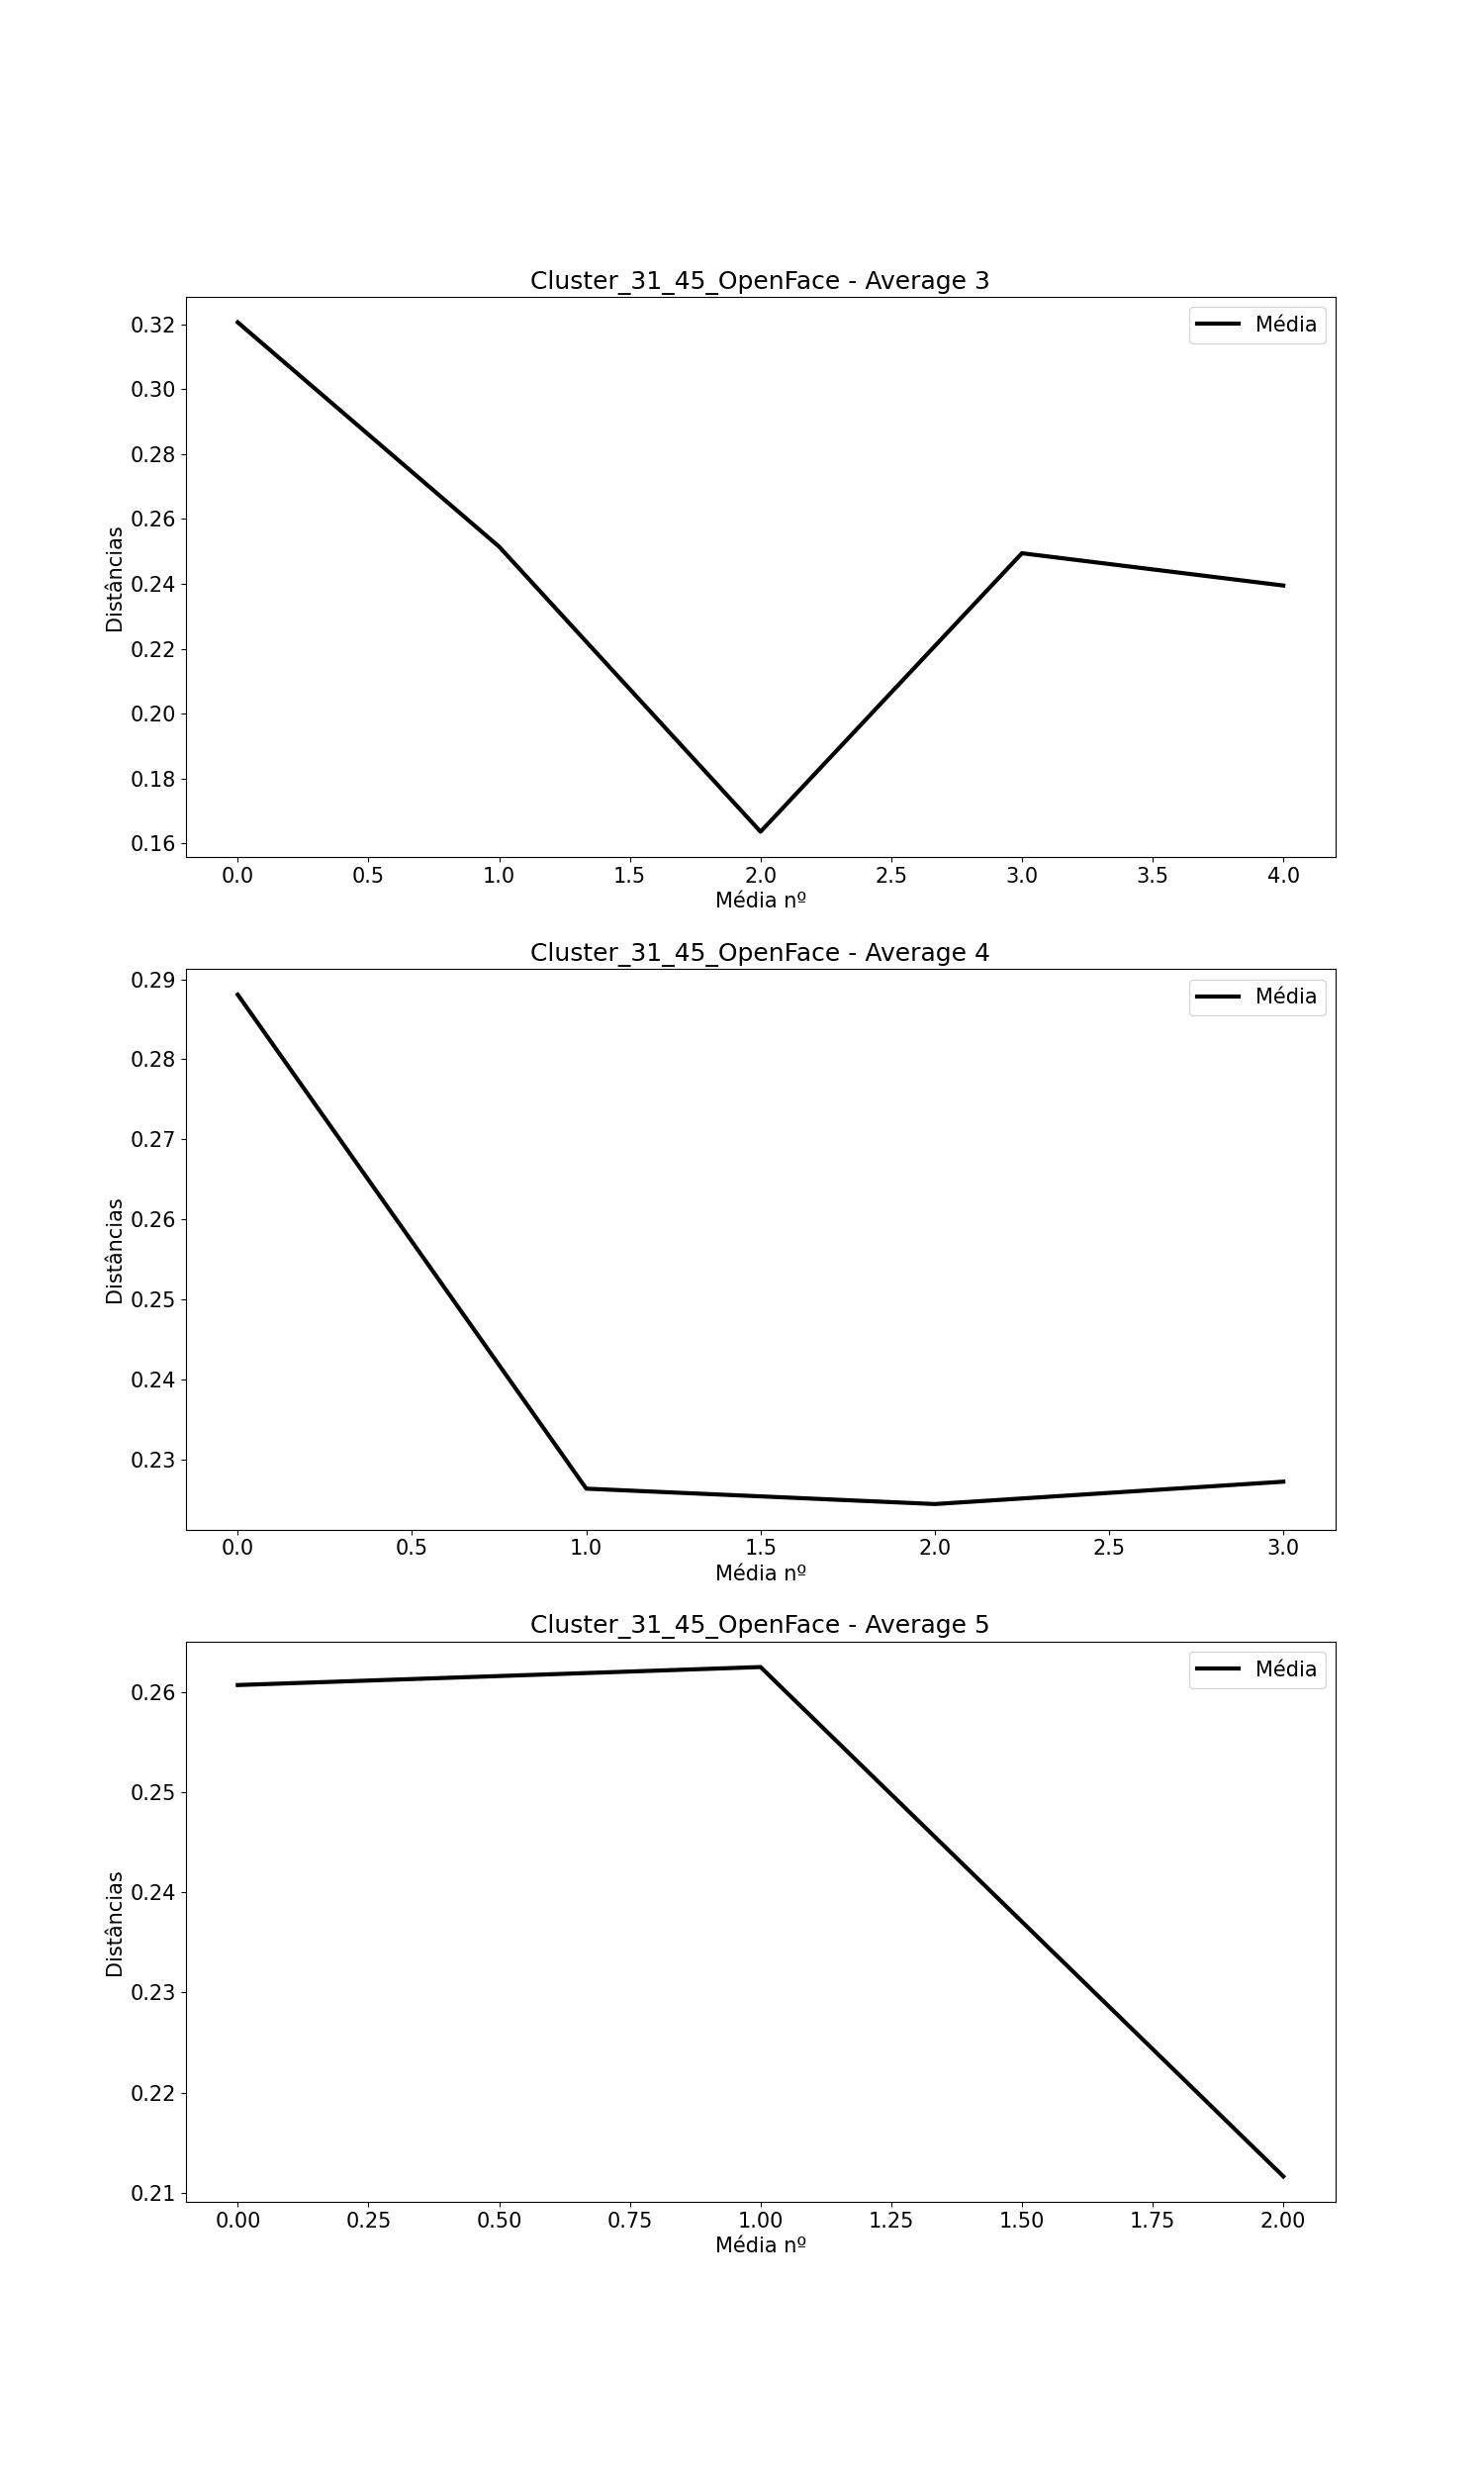 Cluster_31_45_OpenFace - Average 3
Média
Distâncias
0.32
0.30
0.28
0.26
0.24
0.22
0.20
0.18
0.16
0.0 0.5 1.0 1.5 2.0 2.5 3.0 3.5 4.0
Média nº
Cluster_31_45_OpenFace - Average 4
Média
Distâncias
0.29
0.28
0.27
0.26
0.25
0.24
0.23
0.0 0.5 1.0 1.5 2.0 2.5 3.0
Média nº
Cluster_31_45_OpenFace - Average 5
Média
Distâncias
0.26
0.25
0.24
0.23
0.22
0.21
0.00 0.25 0.50 0.75 1.00 1.25 1.50 1.75 2.00
Média nº